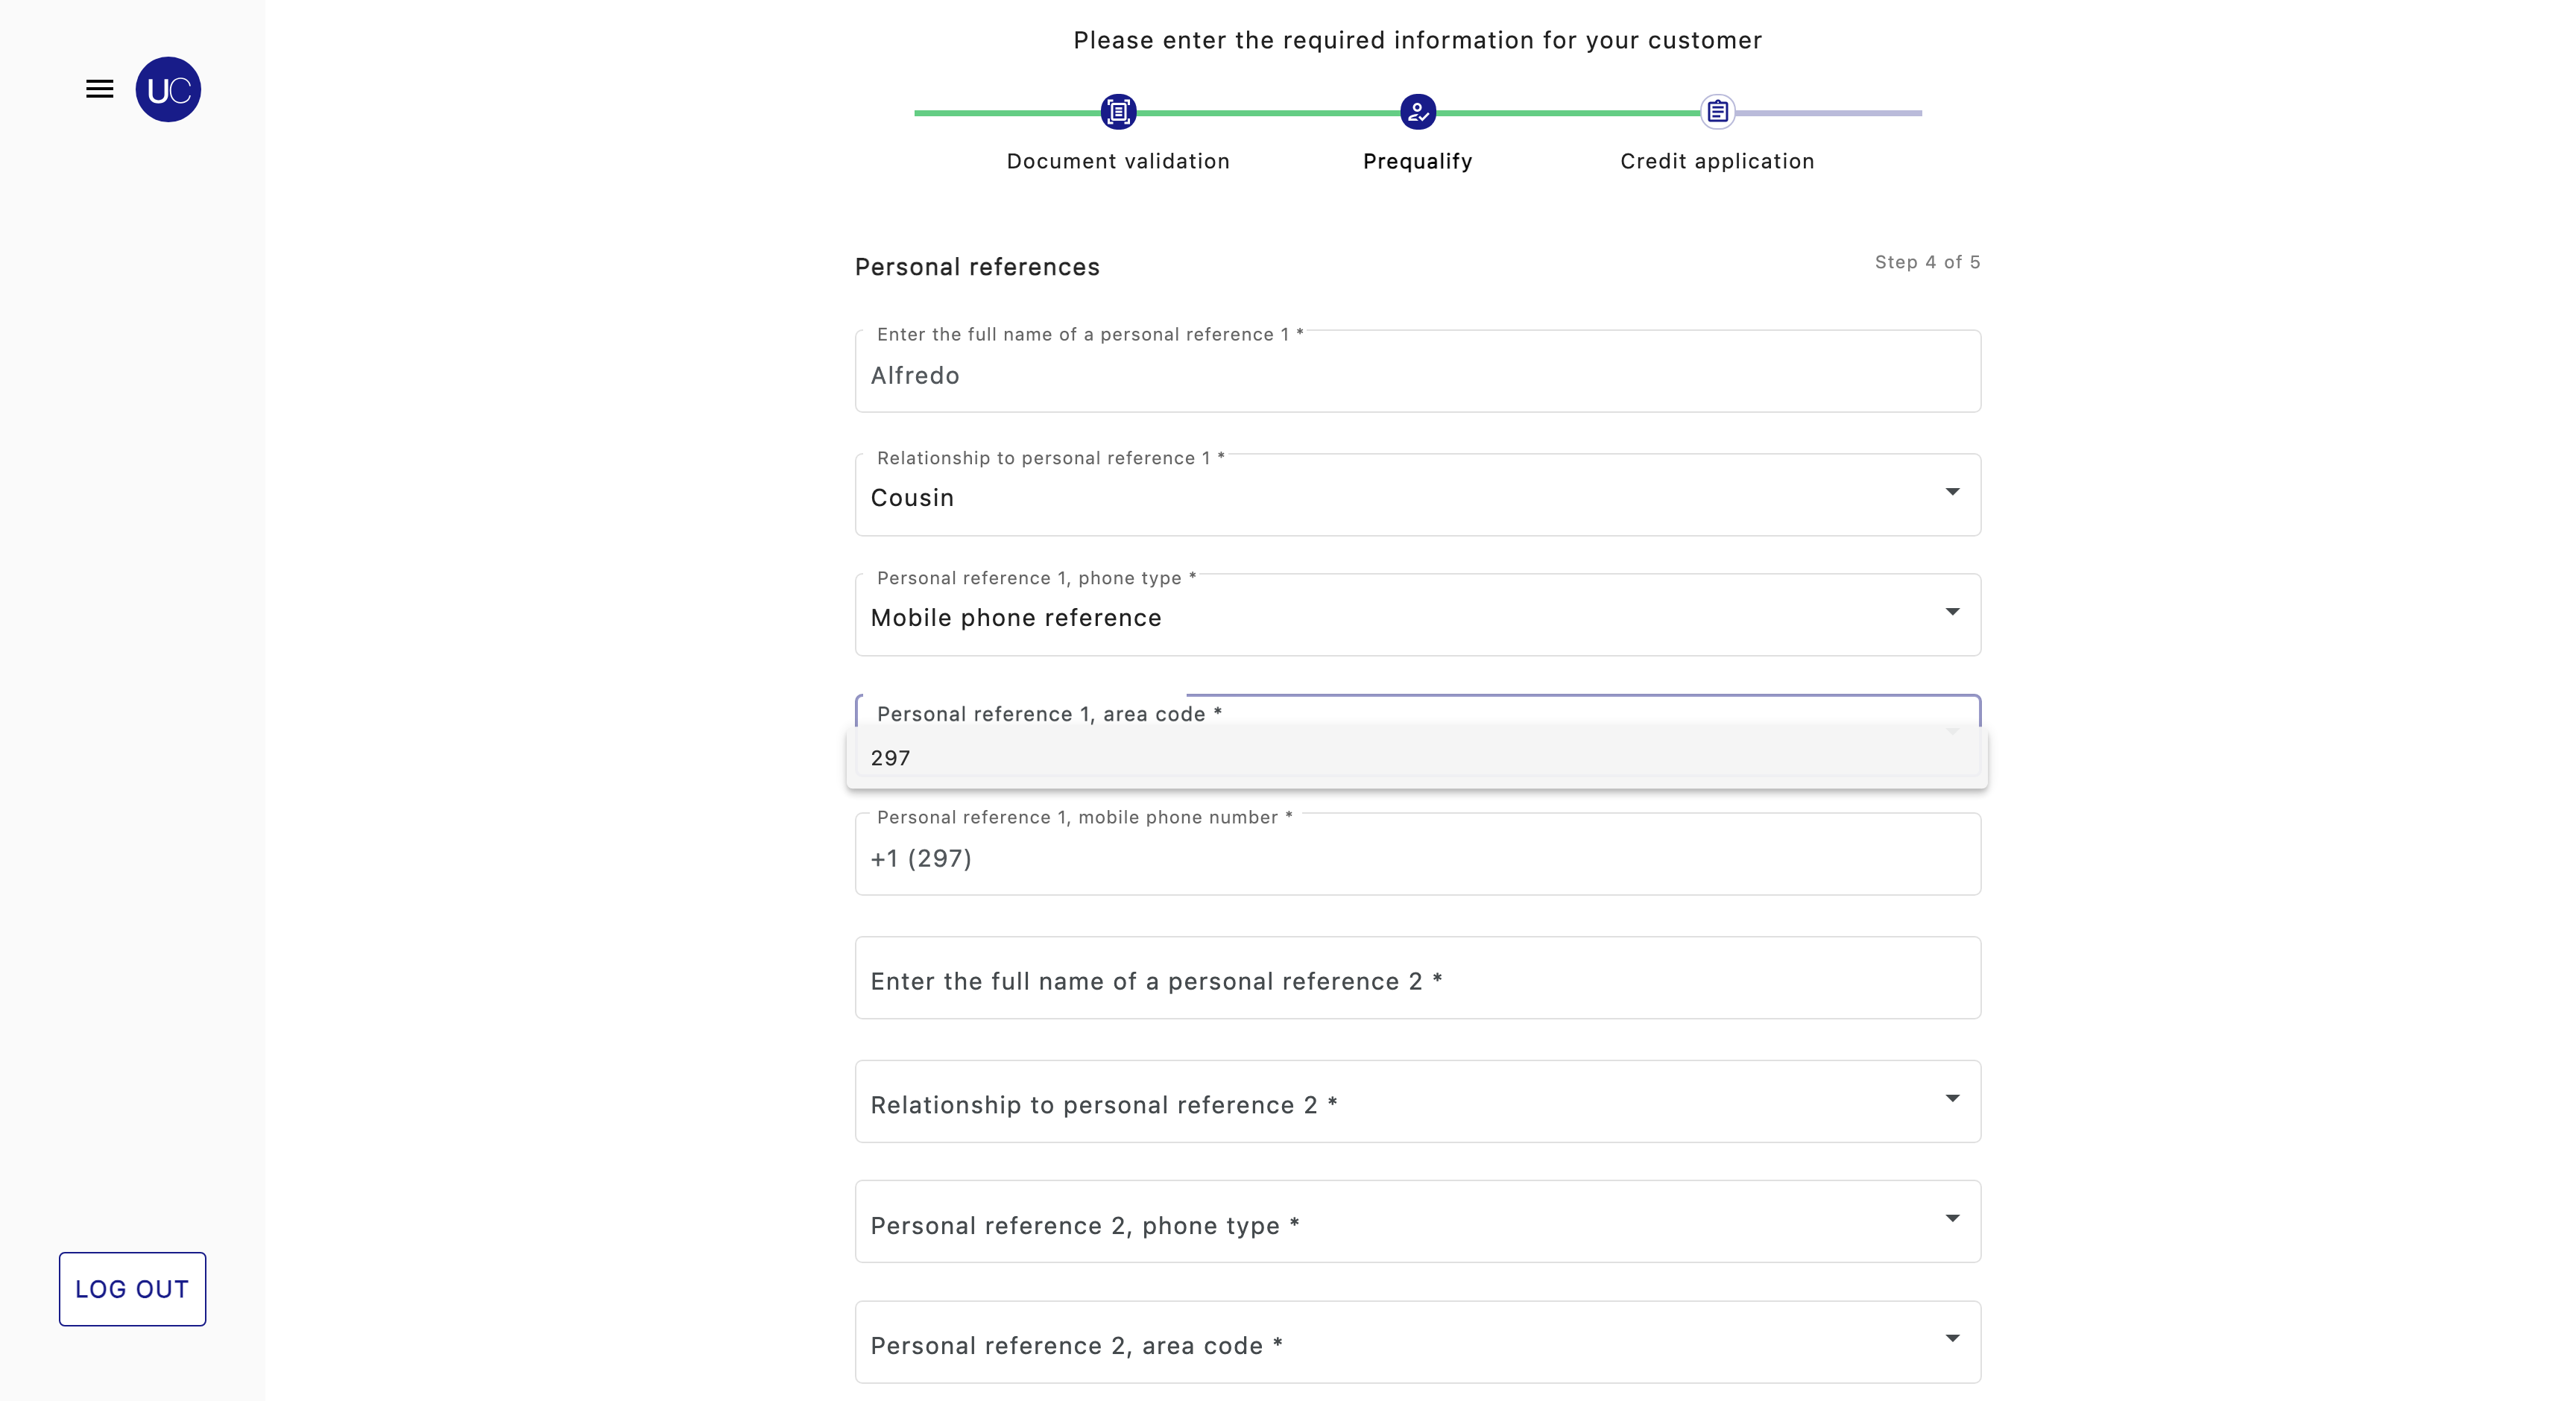 Please enter the required information for your customer
UC
Document validation
Prequalify
Credit application
Personal references
Step 4 of 5
Enter the full name of a personal reference 1 *
Alfredo
Relationship to personal reference 1 *
Cousin
Personal reference 1, phone type *
Mobile phone reference
Personal reference 1, area code *
297
Personal reference 1, mobile phone number *
+1 (297)
Enter the full name of a personal reference 2 *
Relationship to personal reference 2 *
Personal reference 2, phone type *
LOG OUT
Personal reference 2, area code *